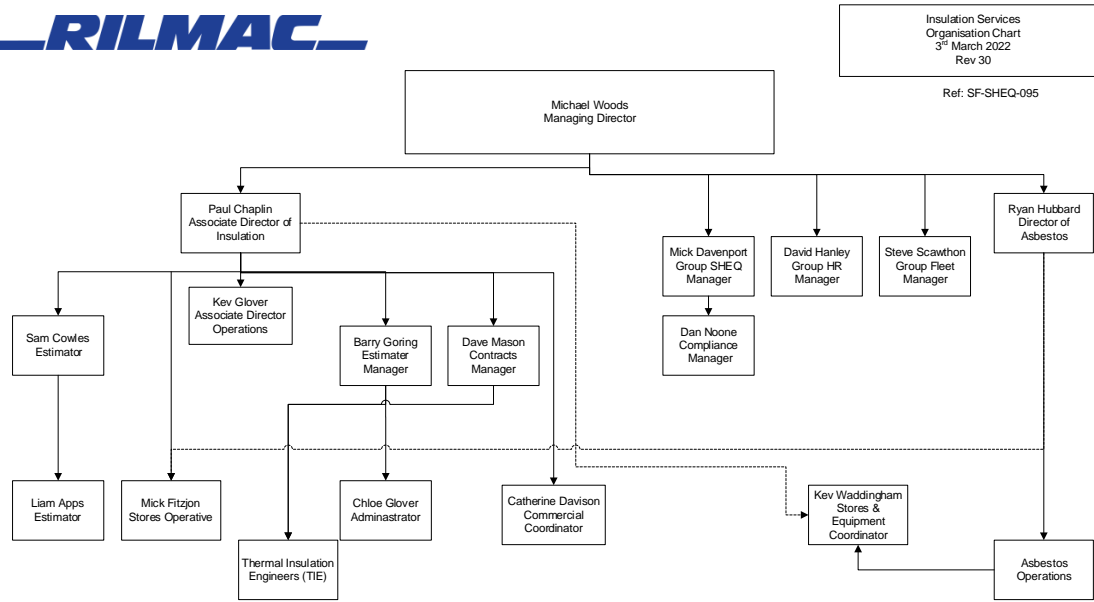 RILMAC
Insulation Services
Organisation Chart
3rd March 2022
Rev 30
Ref: SF-SHEQ-095
Michael Woods
Managing Director
Paul Chaplin
Associate Director of
Insulation
Ryan Hubbard
Director of
Asbestos
Mick Davenport
Group SHEQ
Manager
David Hanley
Group HR
Manager
Steve Scawthon
Group Fleet
Manager
Kev Glover
Associate Director
Operations
Sam Cowles
Estimator
Barry Goring
Estimater
Manager
Dave Mason
Contracts
Manager
Dan Noone
Compliance
Manager
Liam Apps
Estimator
Mick Fitzjon
Stores Operative
Chloe Glover
Adminastrator
Catherine Davison
Commercial
Coordinator
Kev Waddingham
Stores &
Equipment
Coordinator
Thermal Insulation
Engineers (TIE)
Asbestos
Operations